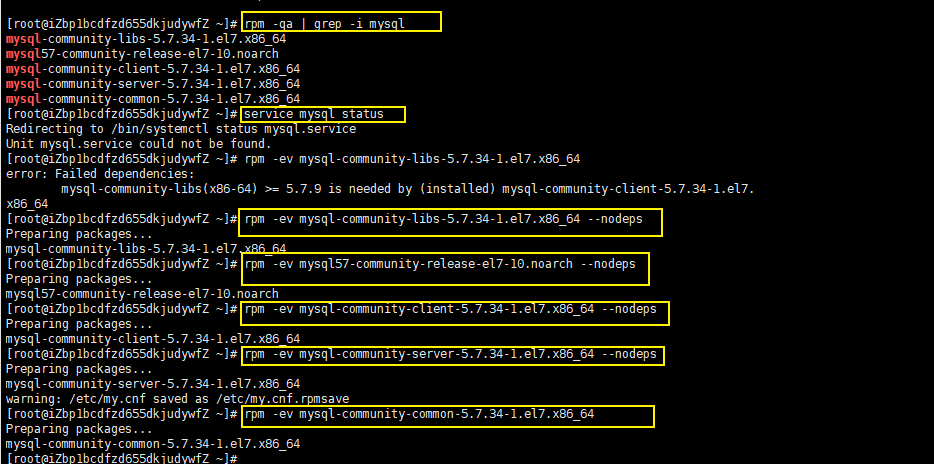 [root@iZbp1bcdfzd655dkjudywfZ ~]# rpm -qa | grep -i mysql
mysql-community-libs-5.7.34-1.el7.x86_64
mysql57-community-release-el7-10.noarch
mysql-community-client-5.7.34-1.el7.x86_64
mysql-community-server-5.7.34-1.el7.x86_64
mysql-community-common-5.7.34-1.el7.x86_64
[root@iZbp1bcdfzd655dkjudywfZ ~]# service mysql status
Redirecting to /bin/systemctl status mysql.service
Unit mysql.service could not be found.
[root@iZbp1bcdfzd655dkjudywfZ ~]# rpm -ev mysql-community-libs-5.7.34-1.el7.x86_64
error: Failed dependencies:
mysql-community-libs(x86-64) >= 5.7.9 is needed by (installed) mysql-community-client-5.7.34-1.el7.
x86_64
[root@iZbp1bcdfzd655dkjudywfZ ~]# rpm -ev mysql-community-libs-5.7.34-1.el7.x86_64 --nodeps
Preparing packages...
mysql-community-libs-5.7.34-1.el7.x86_64
[root@iZbp1bcdfzd655dkjudywfZ ~]# rpm -ev mysql57-community-release-el7-10.noarch --nodeps
Preparing packages...
mysql57-community-release-el7-10.noarch
[root@iZbp1bcdfzd655dkjudywfZ ~]# rpm -ev mysql-community-client-5.7.34-1.el7.x86_64 --nodeps
Preparing packages...
mysql-community-client-5.7.34-1.el7.x86_64
[root@iZbp1bcdfzd655dkjudywfZ ~]# rpm -ev mysql-community-server-5.7.34-1.el7.x86_64 --nodeps
Preparing packages...
mysql-community-server-5.7.34-1.el7.x86_64
warning: /etc/my.cnf saved as /etc/my.cnf.rpmsave
[root@iZbp1bcdfzd655dkjudywfZ ~]# rpm -ev mysql-community-common-5.7.34-1.el7.x86_64
Preparing packages...
mysql-community-common-5.7.34-1.el7.x86_64
[root@iZbp1bcdfzd655dkjudywfZ ~]#